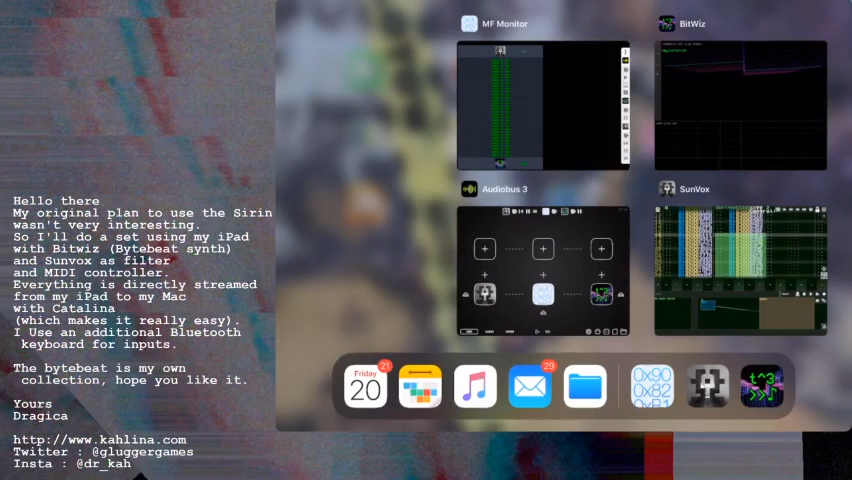 Hello there
My original plan to use the Sirin
wasn't very interesting.
So I'll do a set using my iPad
with Bitwiz (Bytebeat synth)
and Sunvox as filter
and MIDI controller.
Everything is directly streamed
from my iPad to my Mac
with Catalina
(which makes it really easy).
I Use an additional Bluetooth
keyboard for inputs.
The bytebeat is my own
collection, hope you like it.
Yours
Dragica
http://www.kahlina.com
Twitter : @gluggergames
Insta : @dr_kah
MF Monitor
BitWiz
Audiobus 3
SunVox
21
Friday
20
29
0x90
0x82
0xB1
t^3
>>